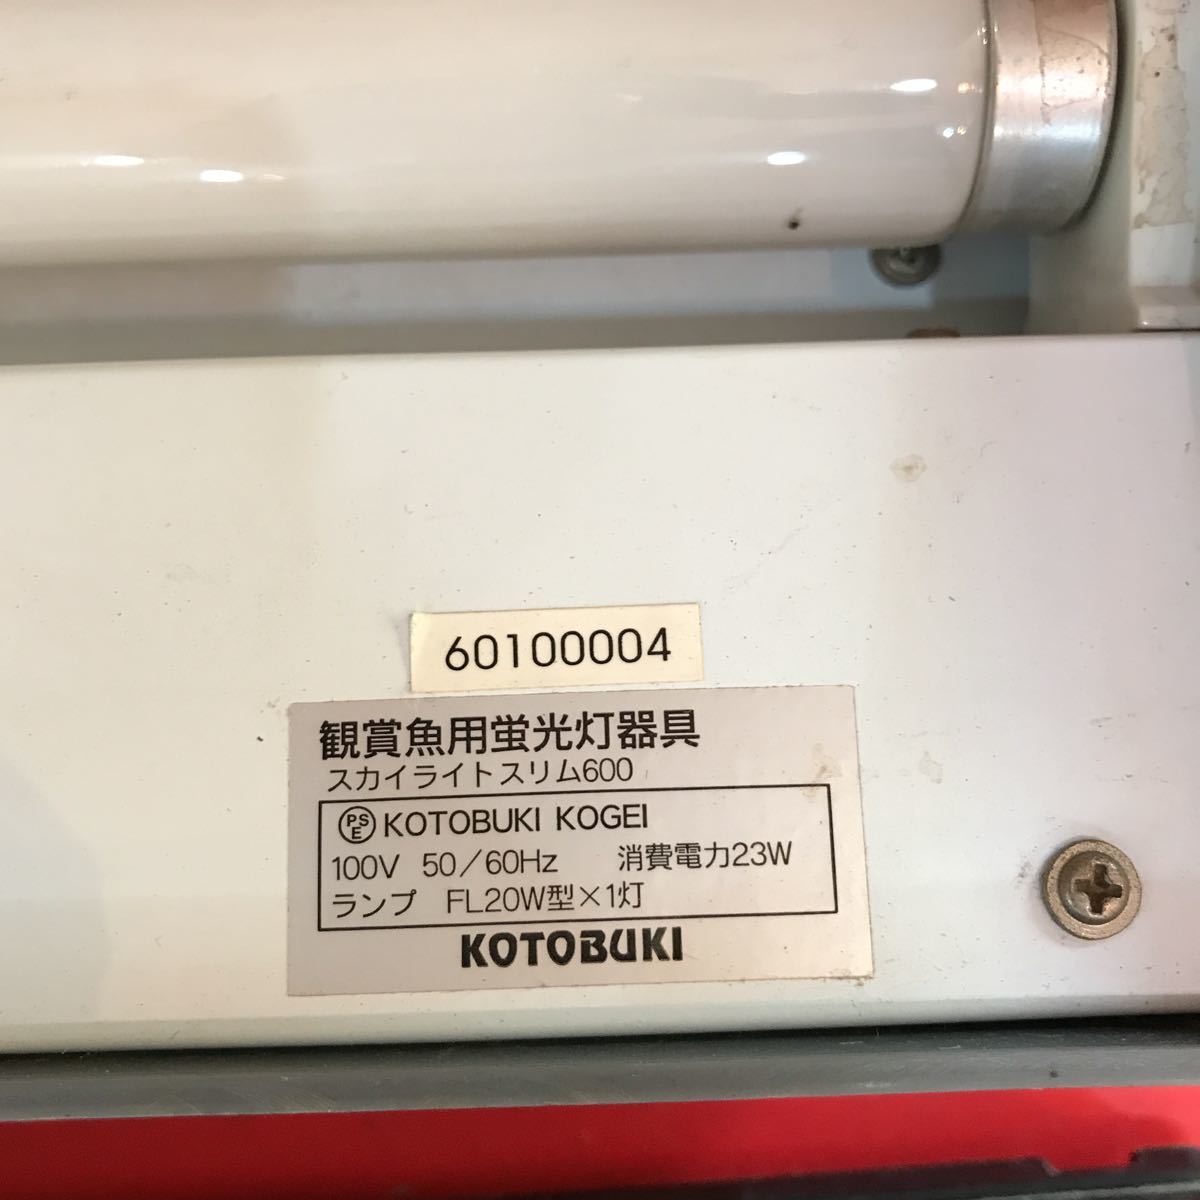 60100004
観賞魚用蛍光灯器具
スカイライトスリム600
PSE KOTOBUKI KOGEI
100V 50/60Hz 消費電力23W
ランプ FL20W型×1灯
KOTOBUKI